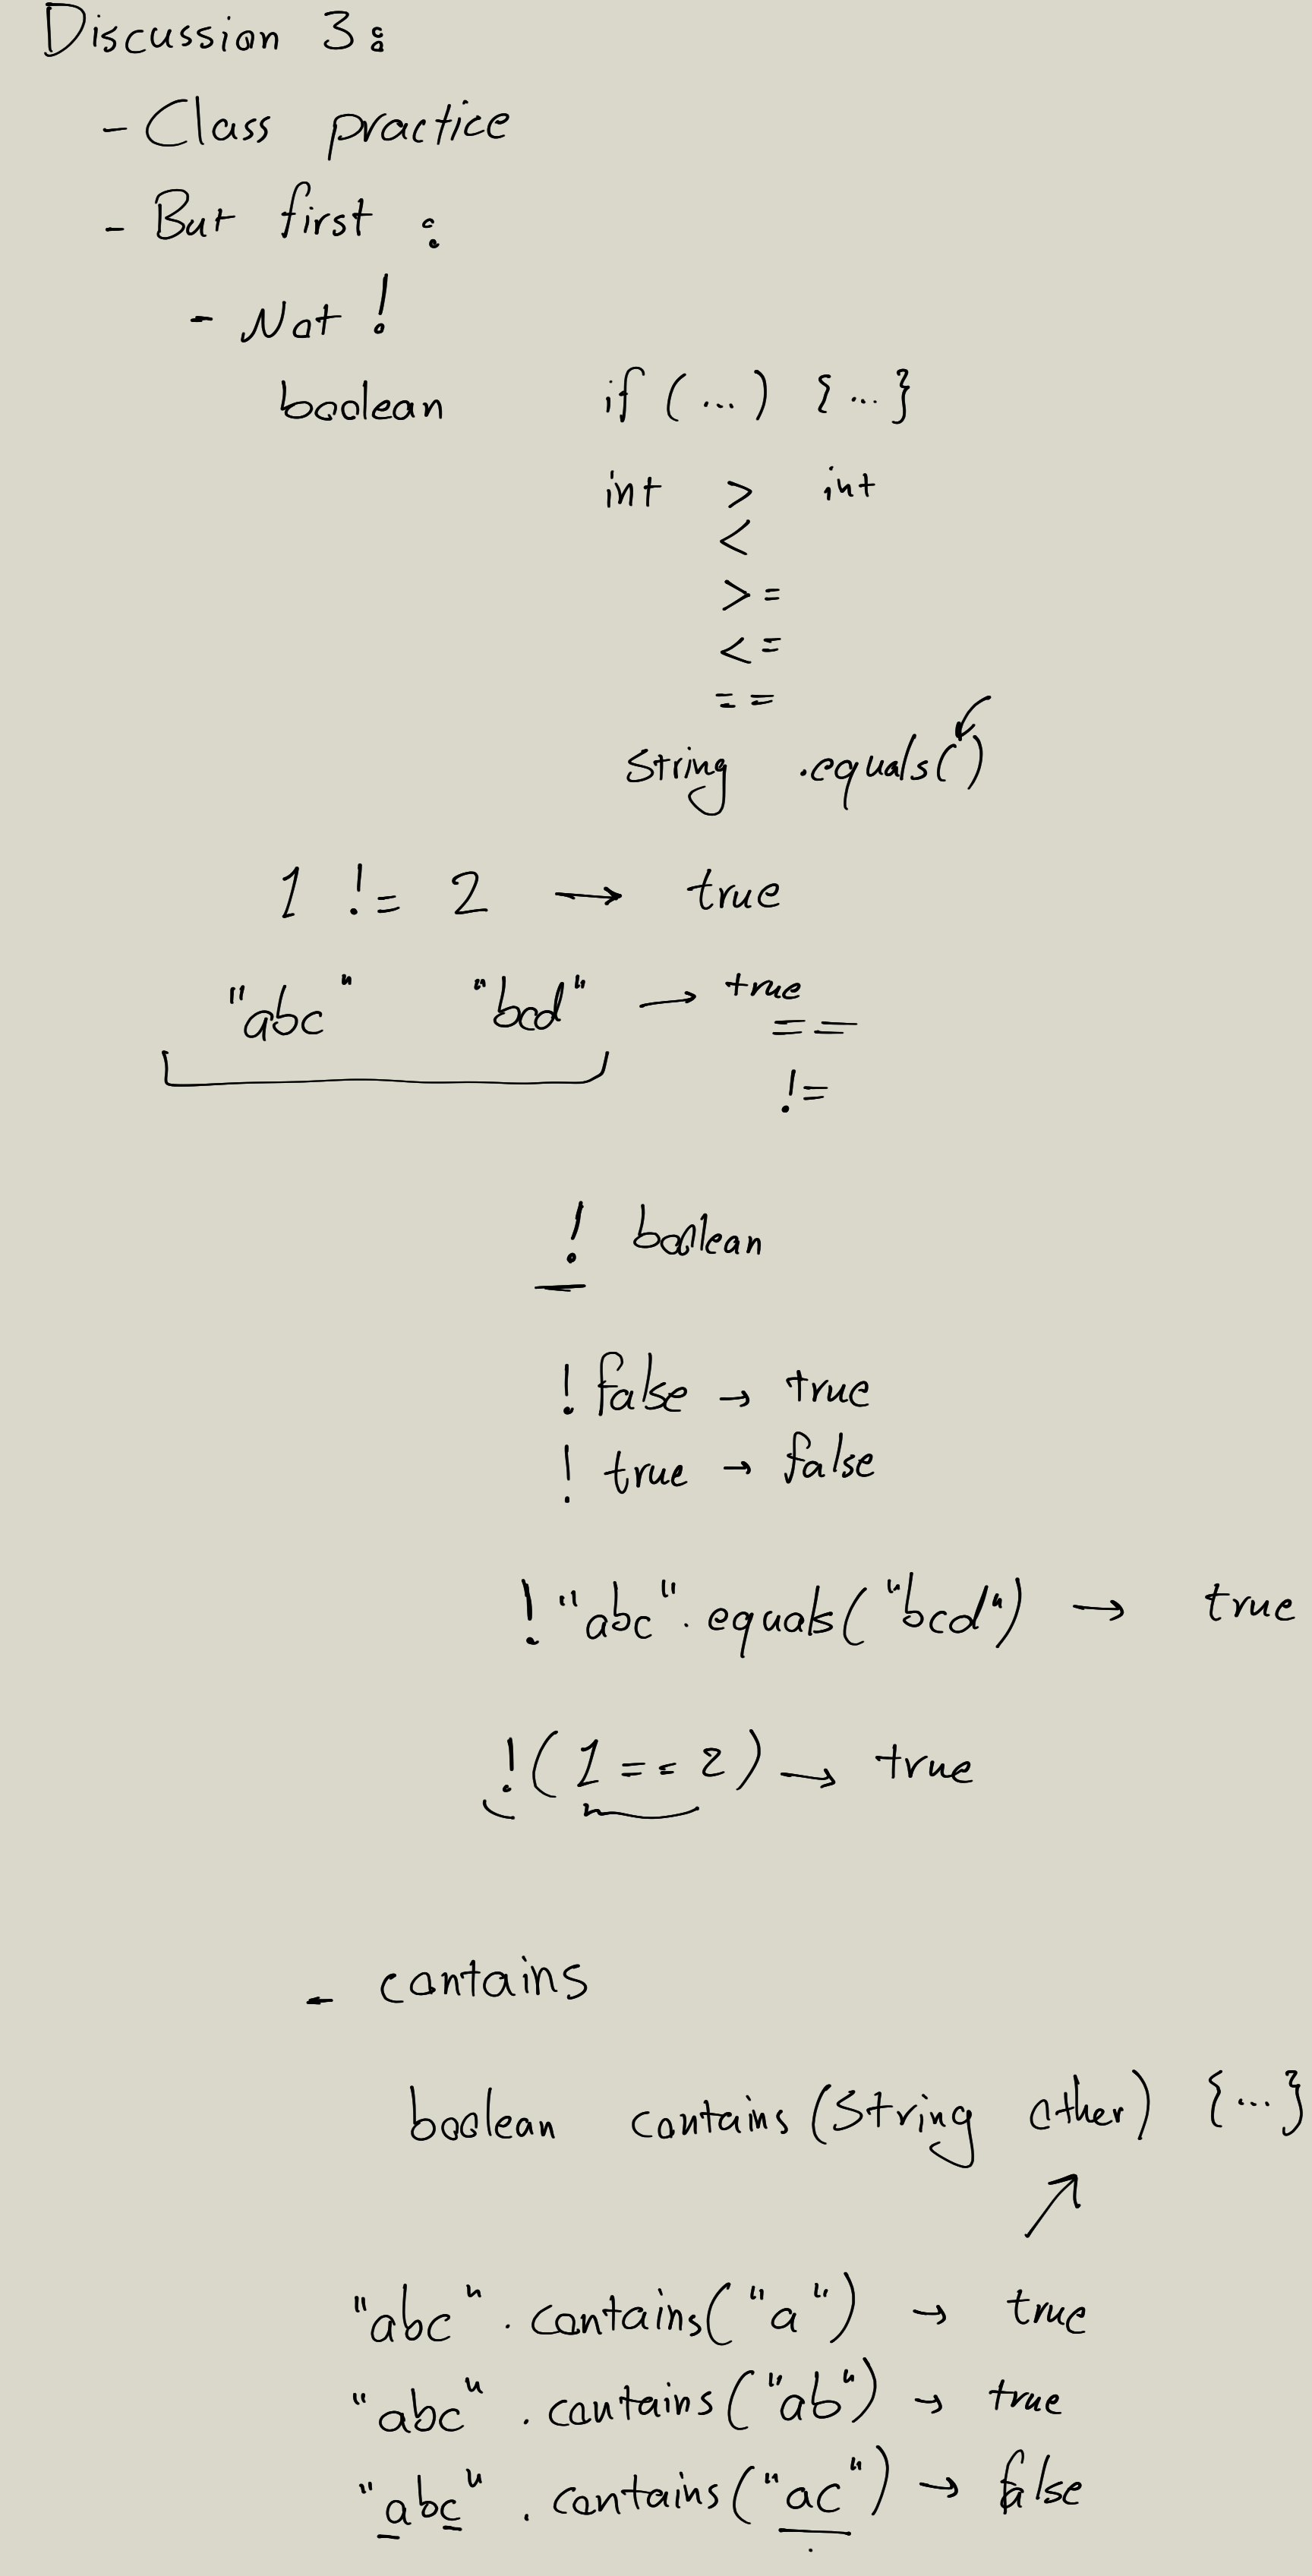 Discussion 3:
- Class practice
- But first :
- Not !
boolean if (...) {...}
int > int
<
>=
<=
==
String .equals()
1 != 2 → true
"abc" "bcd" → true
==
!=
! boolean
! false → true
! true → false
! "abc".equals("bcd") → true
!(1 == 2) → true
- contains
boolean contains(String other) {...}
"abc".contains("a") → true
"abc".contains("ab") → true
"abc".contains("ac") → false